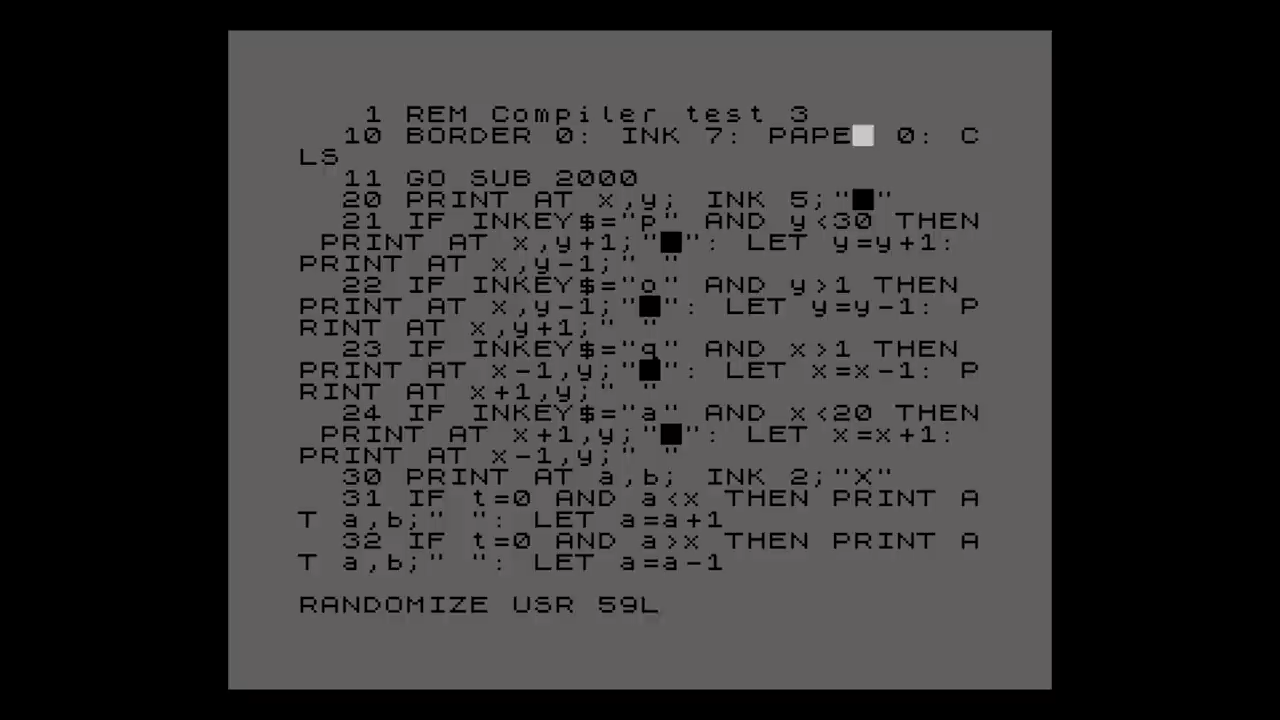 1 REM Compiler test 3
10 BORDER 0: INK 7: PAPE█ 0: C
LS
11 GO SUB 2000
20 PRINT AT x,y; INK 5;"█"
21 IF INKEY$="p" AND y<30 THEN
PRINT AT x,y+1;"█": LET y=y+1:
PRINT AT x,y-1;" "
22 IF INKEY$="o" AND y>1 THEN
PRINT AT x,y-1;"█": LET y=y-1: P
RINT AT x,y+1;" "
23 IF INKEY$="q" AND x>1 THEN
PRINT AT x-1,y;"█": LET x=x-1: P
RINT AT x+1,y;" "
24 IF INKEY$="a" AND x<20 THEN
PRINT AT x+1,y;"█": LET x=x+1:
PRINT AT x-1,y;" "
30 PRINT AT a,b; INK 2;"X"
31 IF t=0 AND a<x THEN PRINT A
T a,b;" ": LET a=a+1
32 IF t=0 AND a>x THEN PRINT A
T a,b;" ": LET a=a-1
RANDOMIZE USR 59L